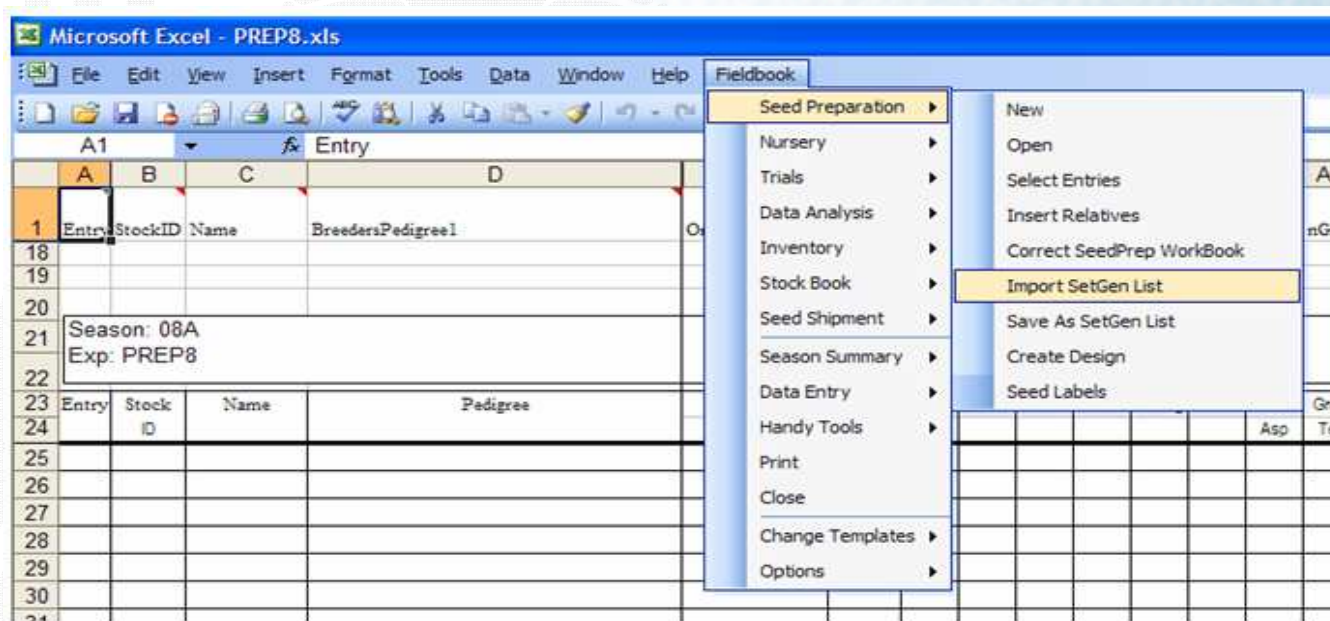 Microsoft Excel - PREP8.xls
File Edit View Insert Format Tools Data Window Help Fieldbook
A1 fx Entry
A B C D A
1 Entry StockID Name BreedersPedigree1 nG
18
19
20
21 Season: 08A
22 Exp: PREP8
23 Entry Stock Name Pedigree
24 ID Asp
25
26
27
28
29
30
31
Seed Preparation
Nursery
Trials
Data Analysis
Inventory
Stock Book
Seed Shipment
Season Summary
Data Entry
Handy Tools
Print
Close
Change Templates
Options
New
Open
Select Entries
Insert Relatives
Correct SeedPrep WorkBook
Import SetGen List
Save As SetGen List
Create Design
Seed Labels